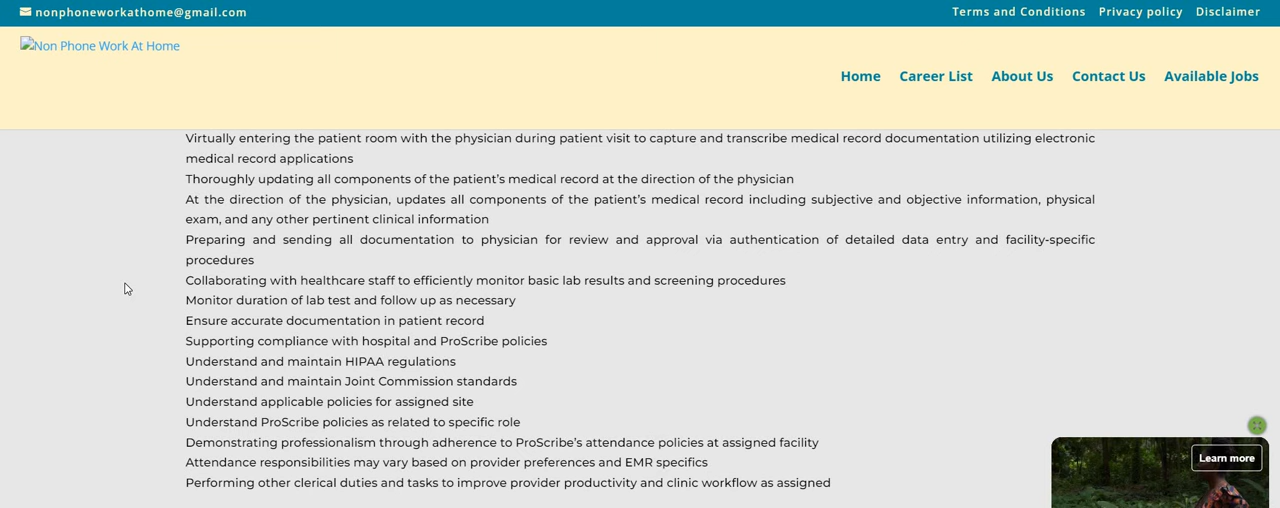 nonphoneworkathome@gmail.com
Terms and Conditions Privacy policy Disclaimer
Non Phone Work At Home
Home Career List About Us Contact Us Available Jobs
Virtually entering the patient room with the physician during patient visit to capture and transcribe medical record documentation utilizing electronic
medical record applications
Thoroughly updating all components of the patient’s medical record at the direction of the physician
At the direction of the physician, updates all components of the patient’s medical record including subjective and objective information, physical
exam, and any other pertinent clinical information
Preparing and sending all documentation to physician for review and approval via authentication of detailed data entry and facility-specific
procedures
Collaborating with healthcare staff to efficiently monitor basic lab results and screening procedures
Monitor duration of lab test and follow up as necessary
Ensure accurate documentation in patient record
Supporting compliance with hospital and ProScribe policies
Understand and maintain HIPAA regulations
Understand and maintain Joint Commission standards
Understand applicable policies for assigned site
Understand ProScribe policies as related to specific role
Demonstrating professionalism through adherence to ProScribe’s attendance policies at assigned facility
Attendance responsibilities may vary based on provider preferences and EMR specifics
Performing other clerical duties and tasks to improve provider productivity and clinic workflow as assigned
Learn more